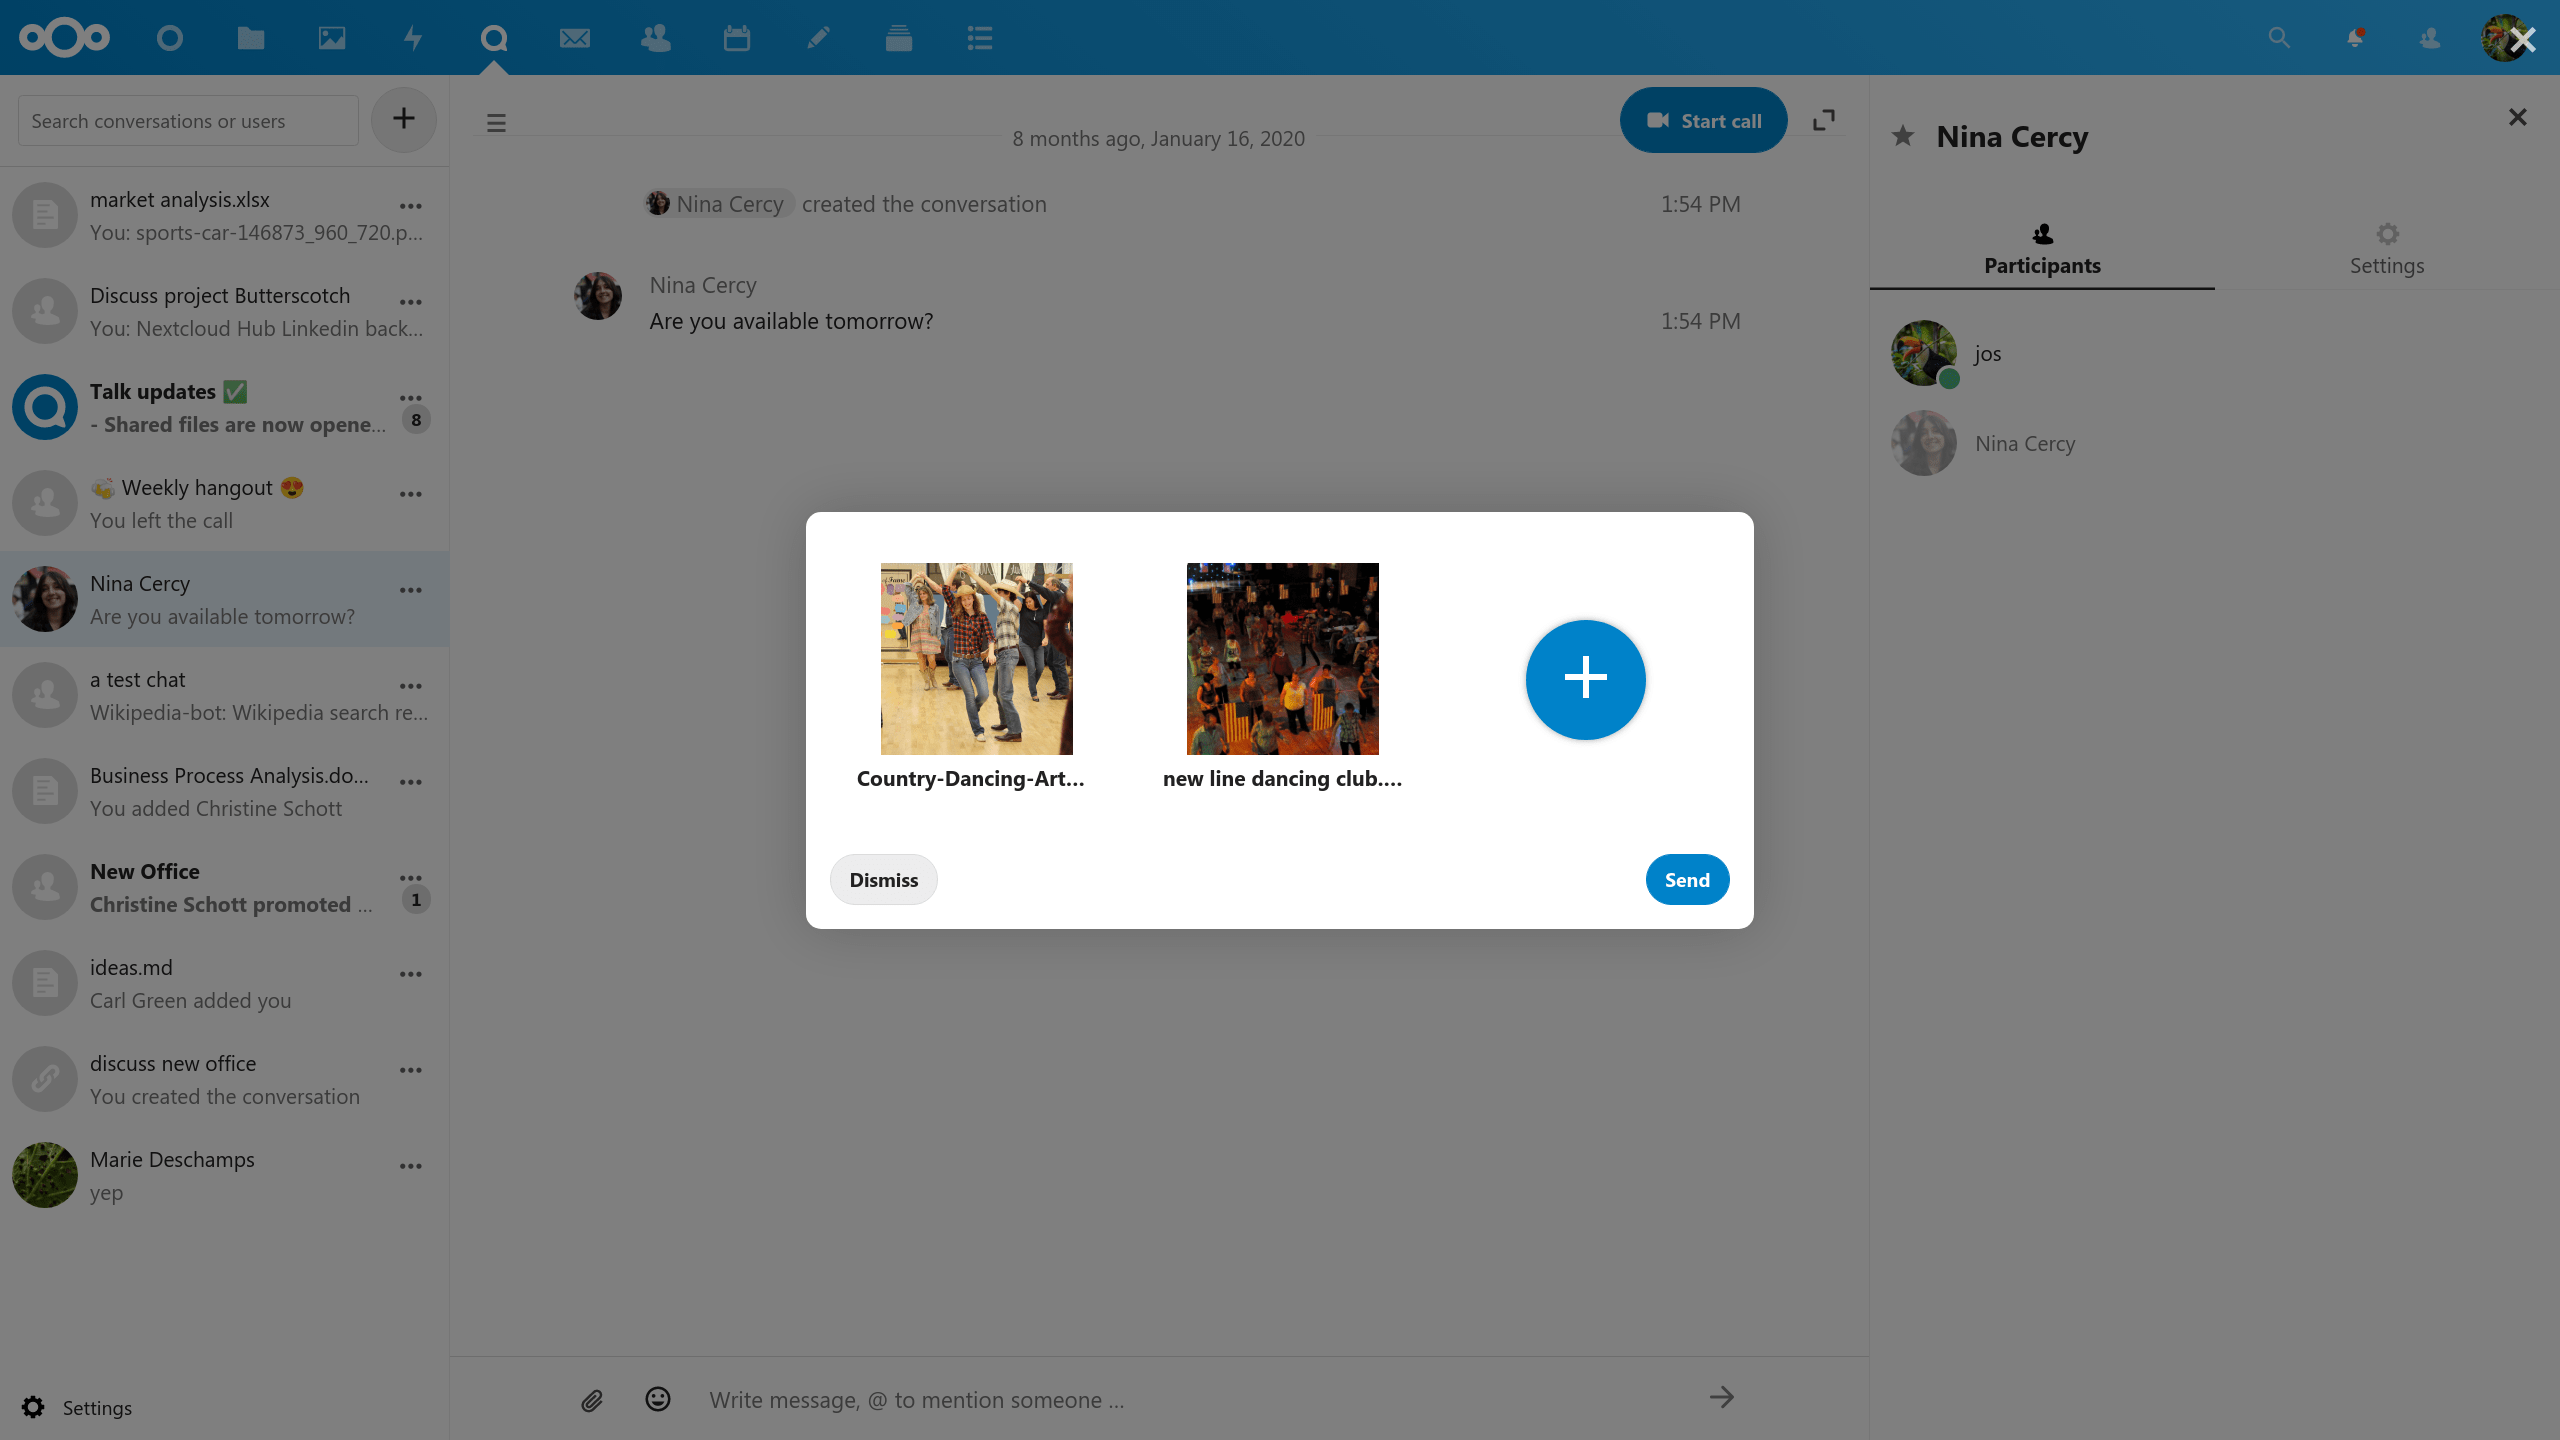 Search conversations or users
market analysis.xlsx
You: sports-car-146873_960_720.p...
Discuss project Butterscotch
You: Nextcloud Hub Linkedin back...
Talk updates ✅
- Shared files are now opene...
8
🍻 Weekly hangout 😍
You left the call
Nina Cercy
Are you available tomorrow?
a test chat
Wikipedia-bot: Wikipedia search re...
Business Process Analysis.do...
You added Christine Schott
New Office
Christine Schott promoted ...
1
ideas.md
Carl Green added you
discuss new office
You created the conversation
Marie Deschamps
yep
Settings
8 months ago, January 16, 2020
Start call
Nina Cercy created the conversation 1:54 PM
Nina Cercy
Are you available tomorrow? 1:54 PM
Country-Dancing-Art...
new line dancing club....
Dismiss
Send
Write message, @ to mention someone ...
Nina Cercy
Participants
Settings
jos
Nina Cercy